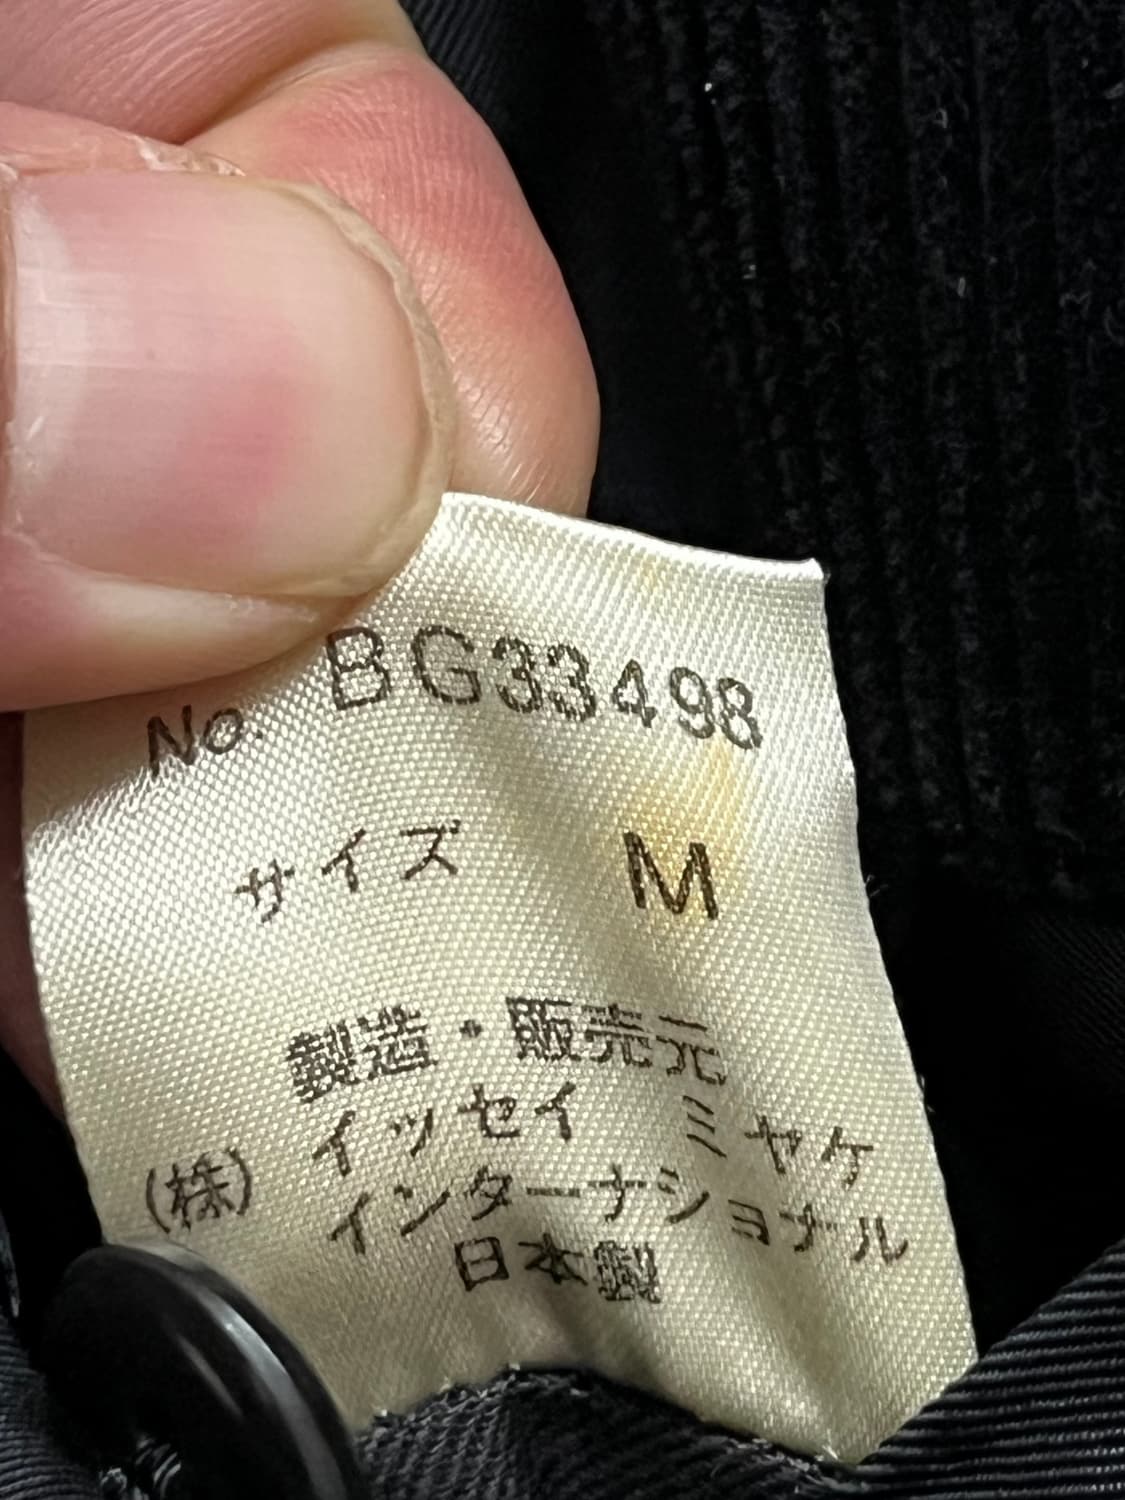 No. BG33498
サイズ M
製造・販売元
イッセイ ミヤケ
(株) インターナショナル
日本製